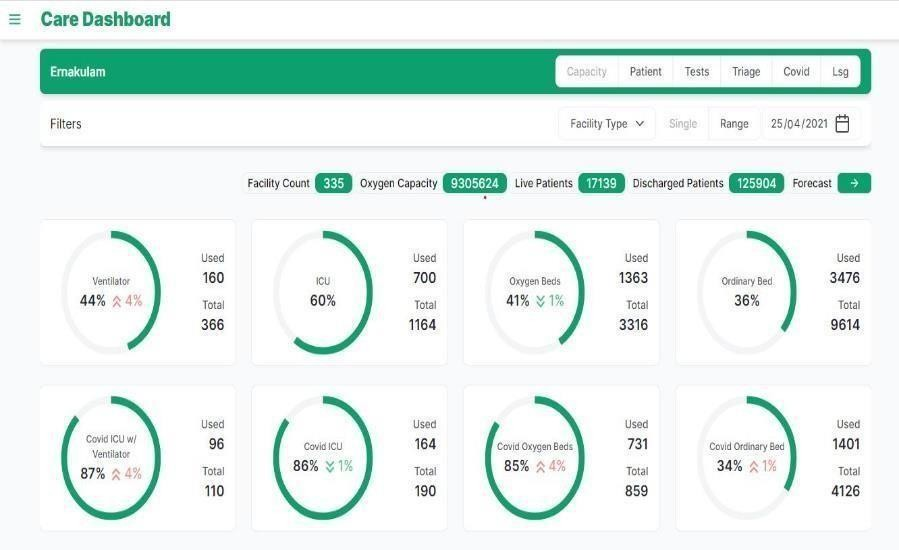 Care Dashboard
Ernakulam Capacity Patient Tests Triage Covid Lsg
Filters Facility Type Single Range 25/04/2021
Facility Count 335 Oxygen Capacity 9305624 Live Patients 17139 Discharged Patients 125904 Forecast
Ventilator
44% 4%
Used
160
Total
366
ICU
60%
Used
700
Total
1164
Oxygen Beds
41% 1%
Used
1363
Total
3316
Ordinary Bed
36%
Used
3476
Total
9614
Covid ICU w/
Ventilator
87% 4%
Used
96
Total
110
Covid ICU
86% 1%
Used
164
Total
190
Covid Oxygen Beds
85% 4%
Used
731
Total
859
Covid Ordinary Bed
34% 1%
Used
1401
Total
4126